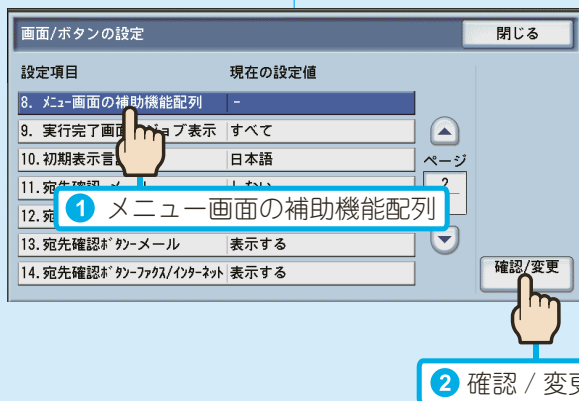 画面/ボタンの設定 閉じる
設定項目 現在の設定値
8. メニュー画面の補助機能配列 -
9. 実行完了画面 ジョブ表示 すべて
10. 初期表示言 日本語
ページ
11. 宛先確認 しない
2
1 メニュー画面の補助機能配列
12. 宛
13. 宛先確認ボタン-メール 表示する
14. 宛先確認ボタン-ファクス/インターネット 表示する
確認/変更
2 確認 / 変